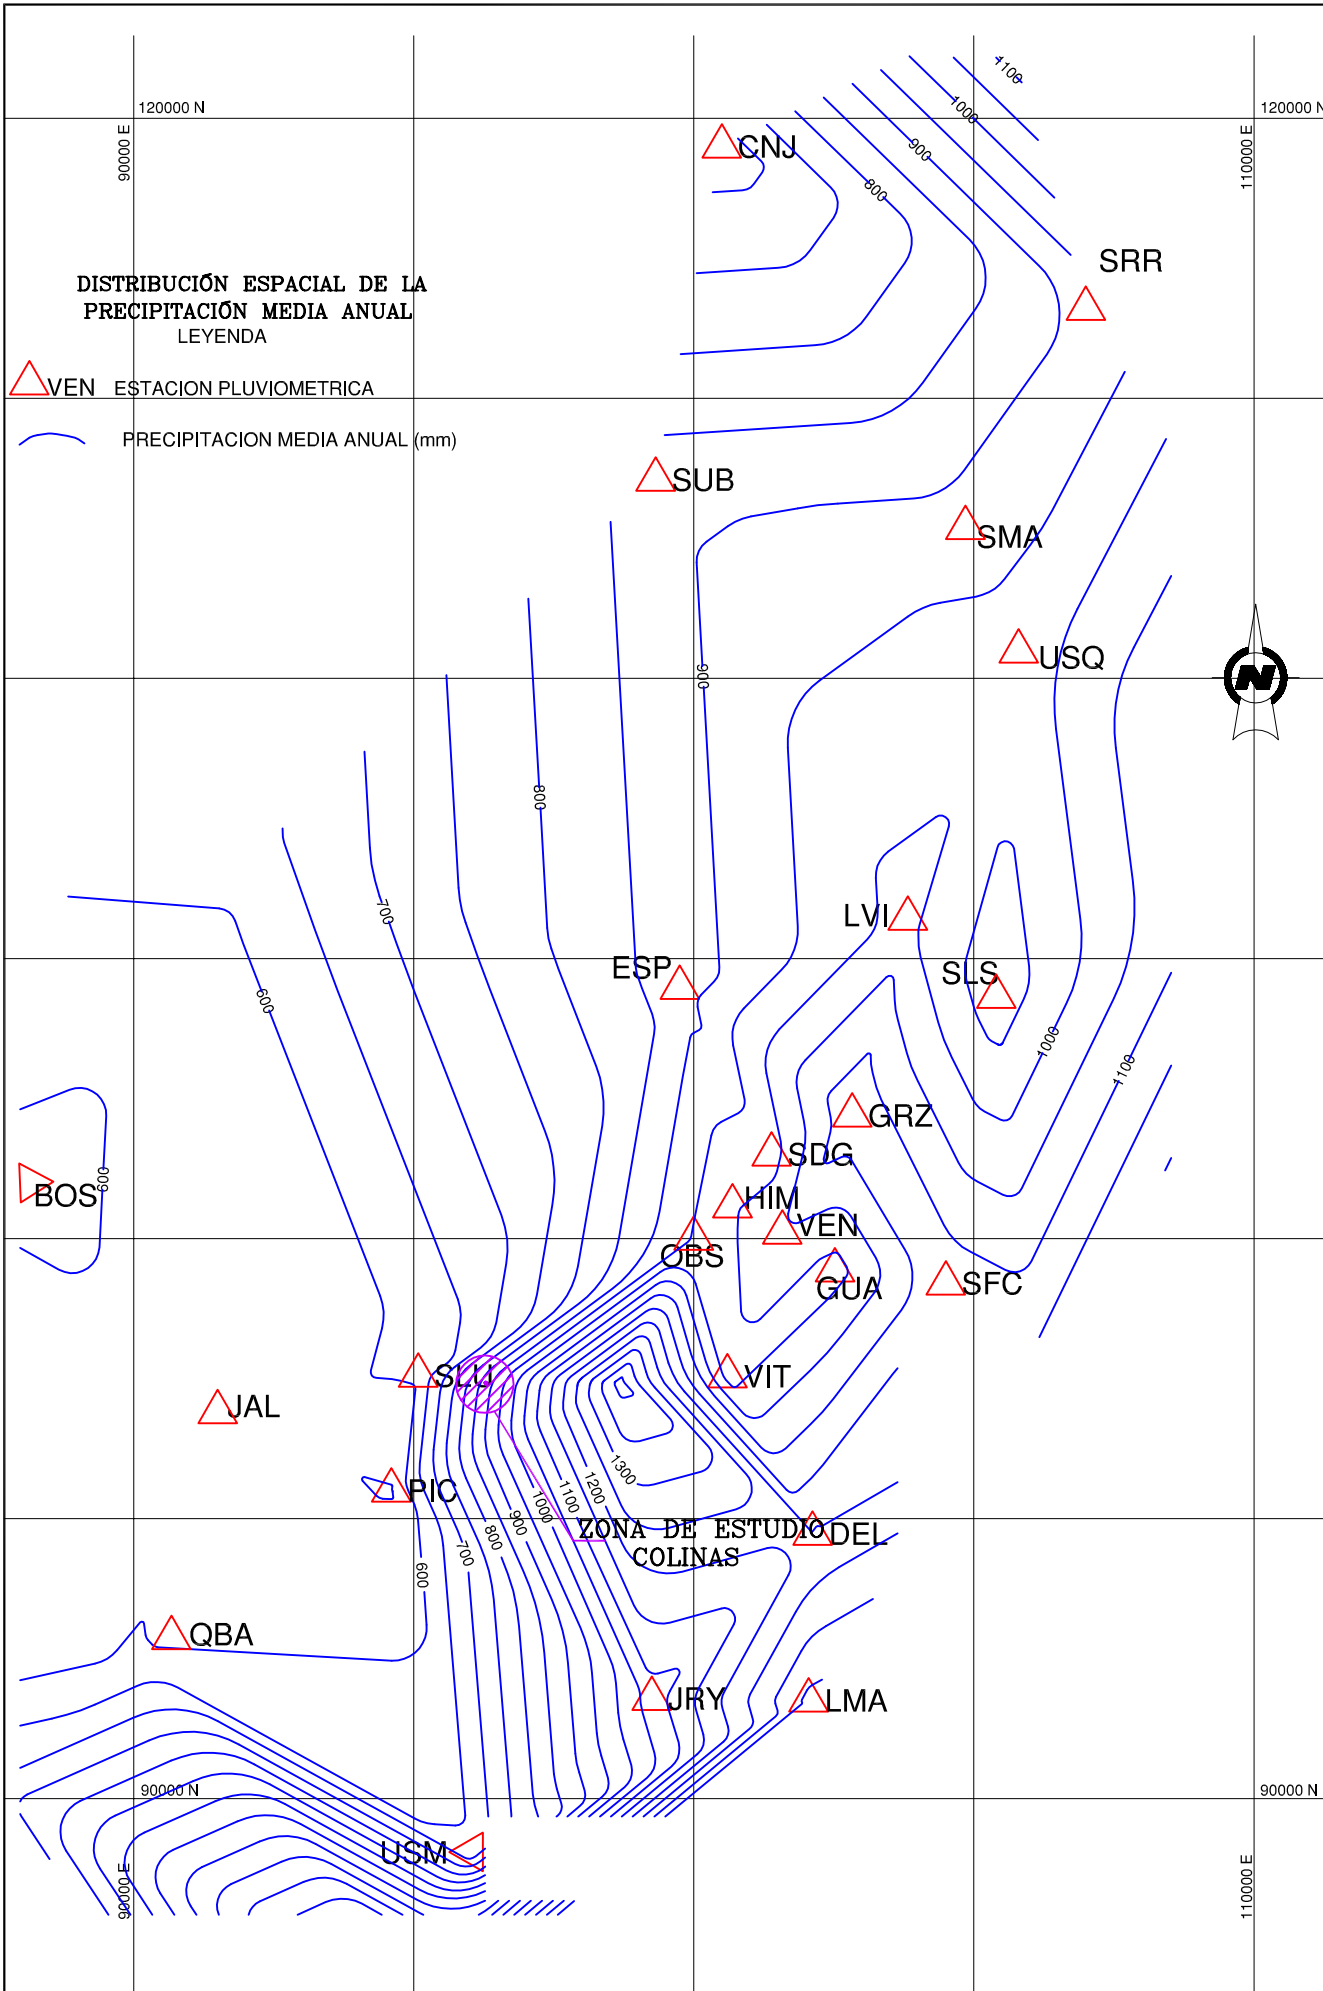 1100
120000 N
120000 N
90000 E
110000 E
1000
CNJ
900
800
SRR
DISTRIBUCIÓN ESPACIAL DE LA
PRECIPITACIÓN MEDIA ANUAL
LEYENDA
VEN ESTACION PLUVIOMETRICA
PRECIPITACION MEDIA ANUAL (mm)
SUB
SMA
USQ
900
N
800
700
LVI
ESP
SLS
600
1000
1100
GRZ
SDG
600
BOS
HIM
VEN
OBS
GUA
SFC
SLU
VIT
JAL
1300
1200
PIC
1100
1000
900
ZONA DE ESTUDIO
COLINAS
DEL
800
700
600
QBA
JRY
LMA
90000 N
90000 N
USM
90000 E
110000 E